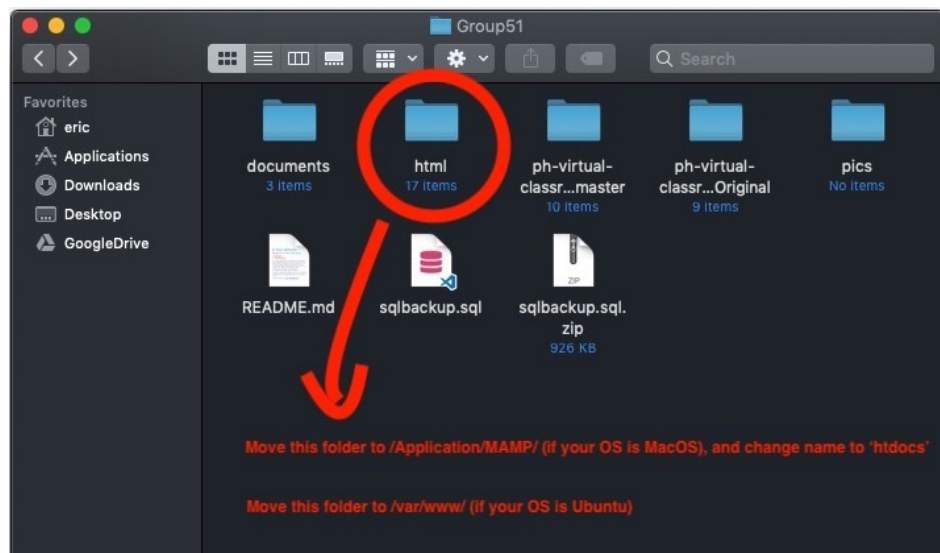 Group51
Search
Favorites
eric
Applications
Downloads
Desktop
GoogleDrive
documents
3 items
html
17 items
ph-virtual-
classr...master
10 items
ph-virtual-
classr...Original
9 items
pics
No items
README.md
sqlbackup.sql
ZIP
sqlbackup.sql.
zip
926 KB
Move this folder to /Application/MAMP/ (if your OS is MacOS), and change name to 'htdocs'
Move this folder to /var/www/ (if your OS is Ubuntu)